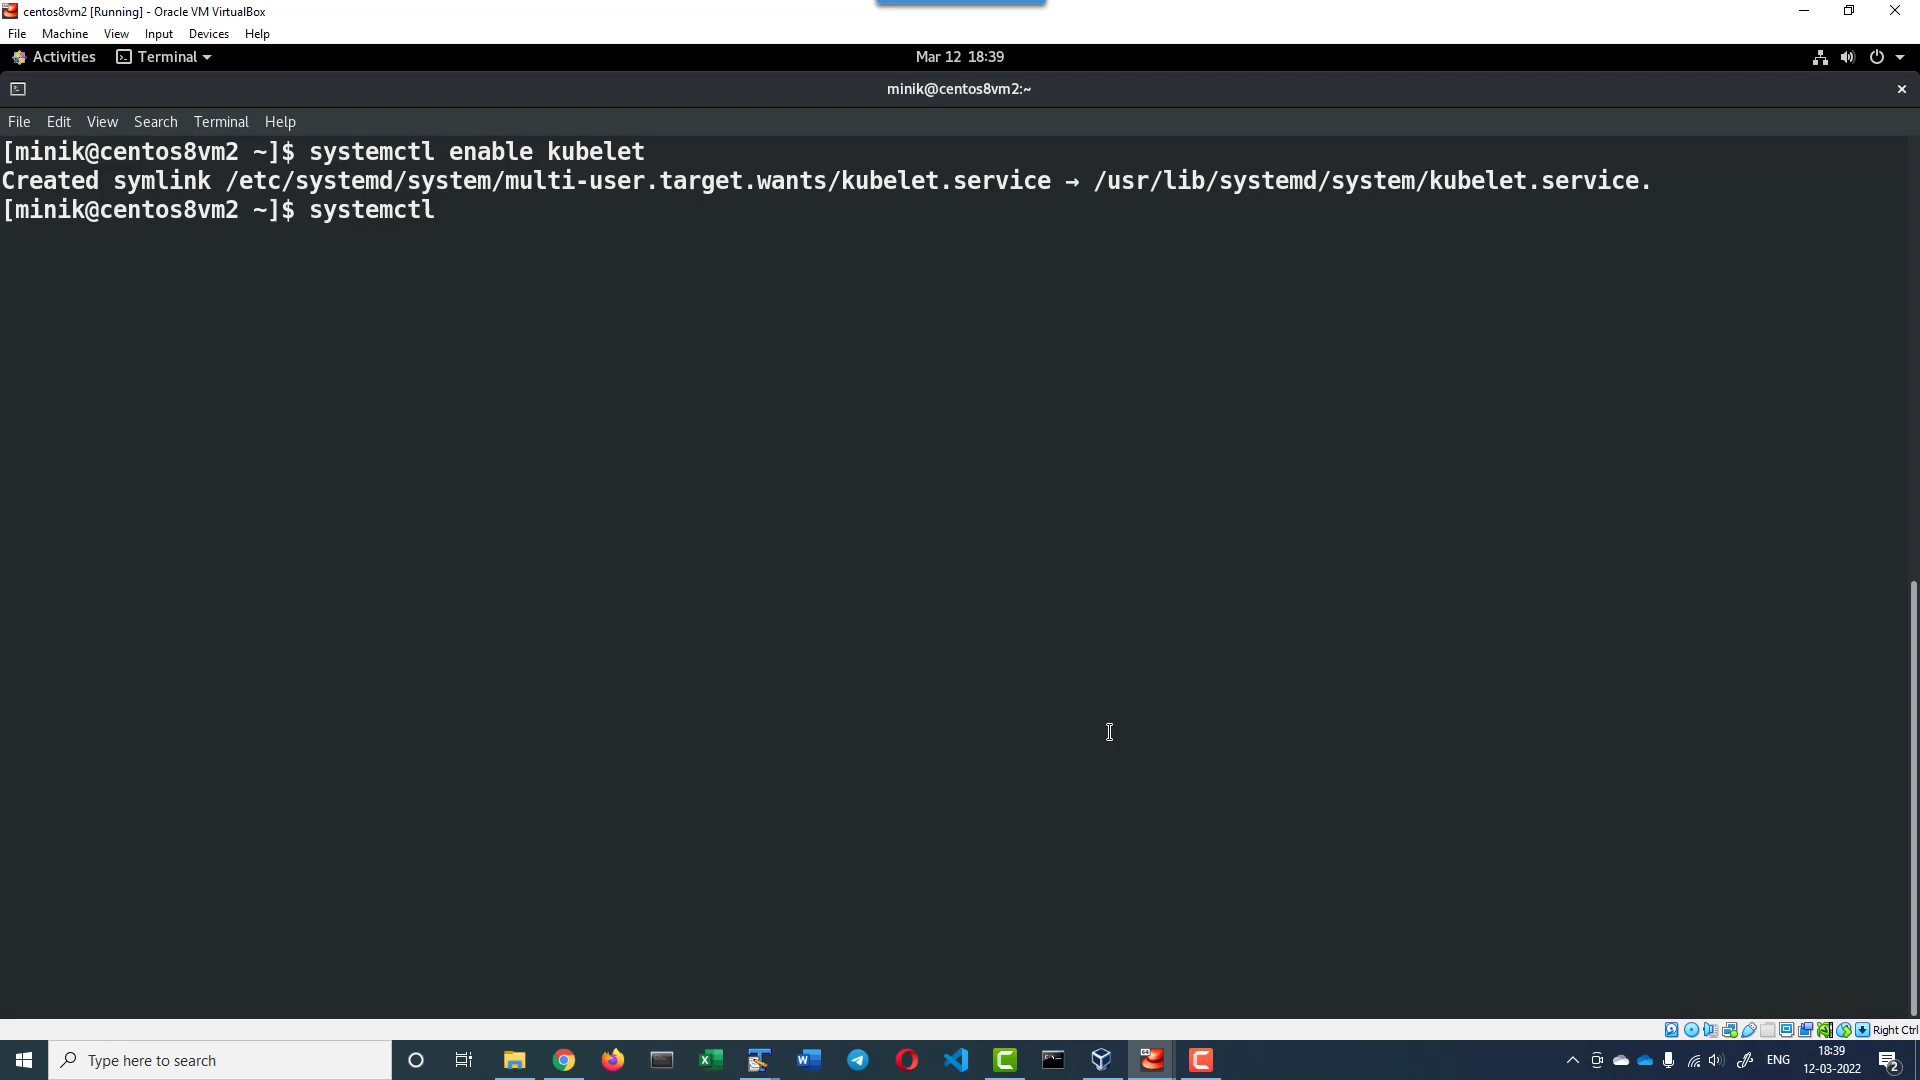 centos8vm2 [Running] - Oracle VM VirtualBox
File Machine View Input Devices Help
Activities Terminal Mar 12 18:39
minik@centos8vm2:~
File Edit View Search Terminal Help
[minik@centos8vm2 ~]$ systemctl enable kubelet
Created symlink /etc/systemd/system/multi-user.target.wants/kubelet.service → /usr/lib/systemd/system/kubelet.service.
[minik@centos8vm2 ~]$ systemctl
Right Ctrl
Type here to search
ENG
18:39
12-03-2022
2